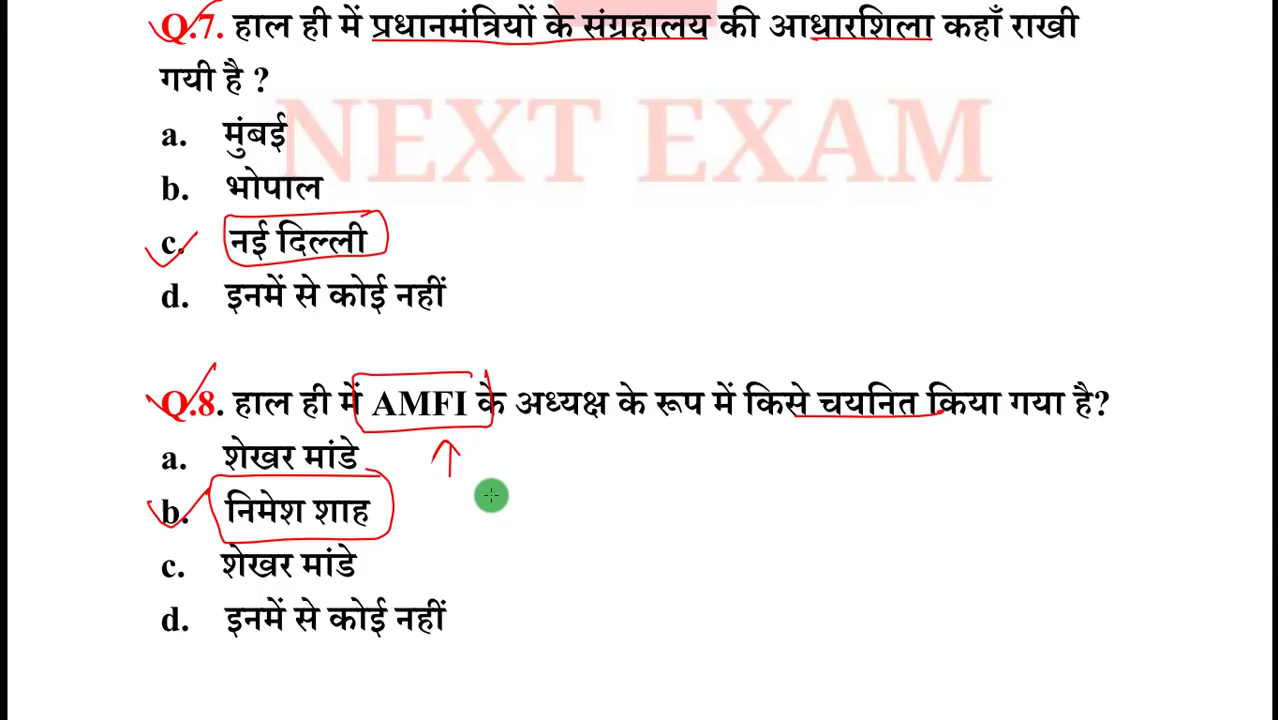 Q.7. हाल ही में प्रधानमंत्रियों के संग्रहालय की आधारशिला कहाँ राखी
गयी है ?
NEXT EXAM
a. मुंबई
b. भोपाल
c. नई दिल्ली
d. इनमें से कोई नहीं
Q.8. हाल ही में AMFI के अध्यक्ष के रूप में किसे चयनित किया गया है?
a. शेखर मांडे
b. निमेश शाह
c. शेखर मांडे
d. इनमें से कोई नहीं